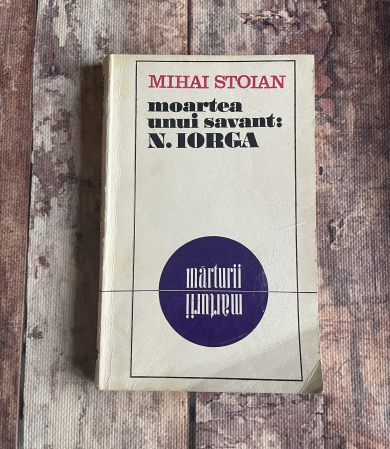 MIHAI STOIAN
moartea
unui savant:
N. IORGA
mărturii
mărturii